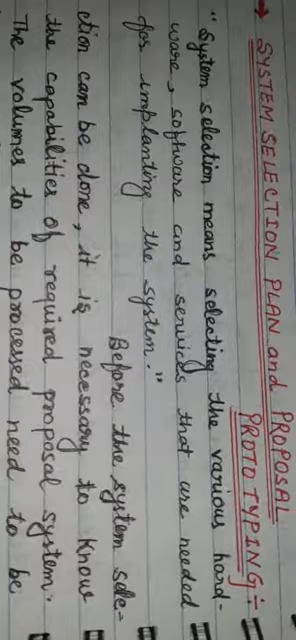 → SYSTEM SELECTION PLAN and PROPOSAL
PROTOTYPING ÷
"System selection means selecting the various hard-
ware, software and services that are needed
for implanting the system."
Before the system sele-
ction can be done, it is necessary to know
the capabilities of required proposal system.
The volumes to be processed need to be